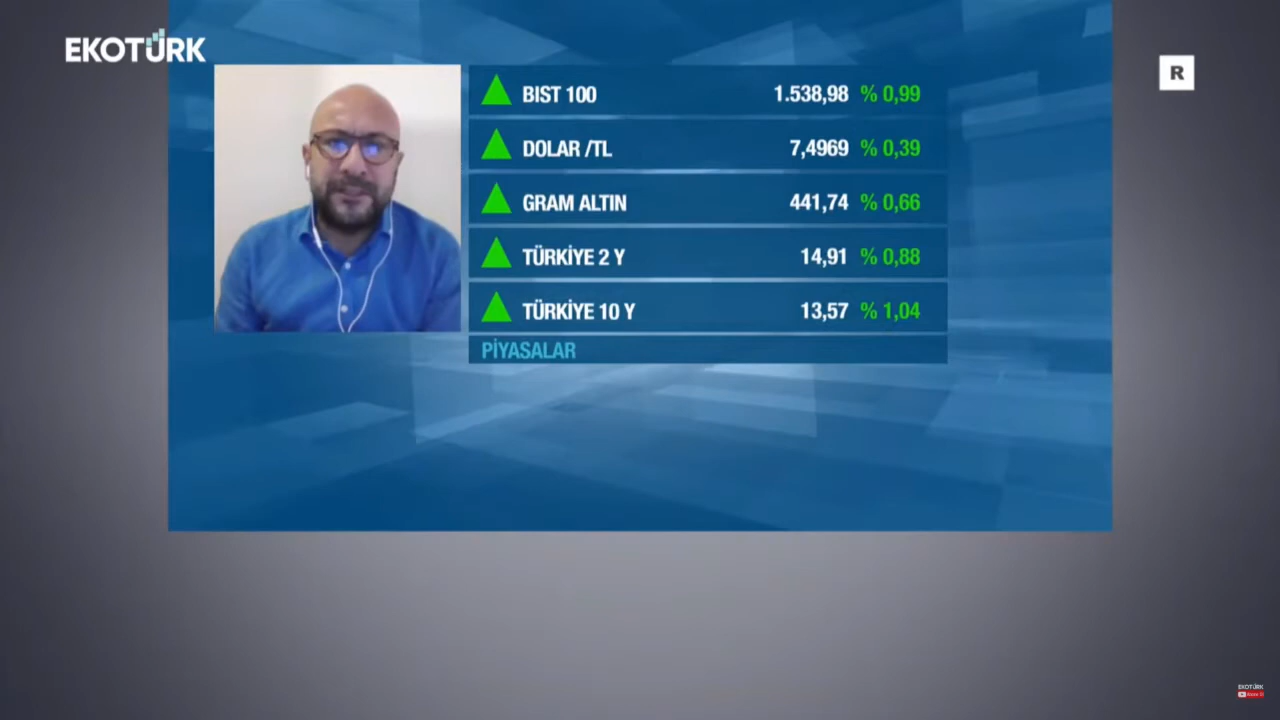 EKOTÜRK
R
BIST 100 1.538,98 % 0,99
DOLAR /TL 7,4969 % 0,39
GRAM ALTIN 441,74 % 0,66
TÜRKİYE 2 Y 14,91 % 0,88
TÜRKİYE 10 Y 13,57 % 1,04
PİYASALAR
EKOTÜRK